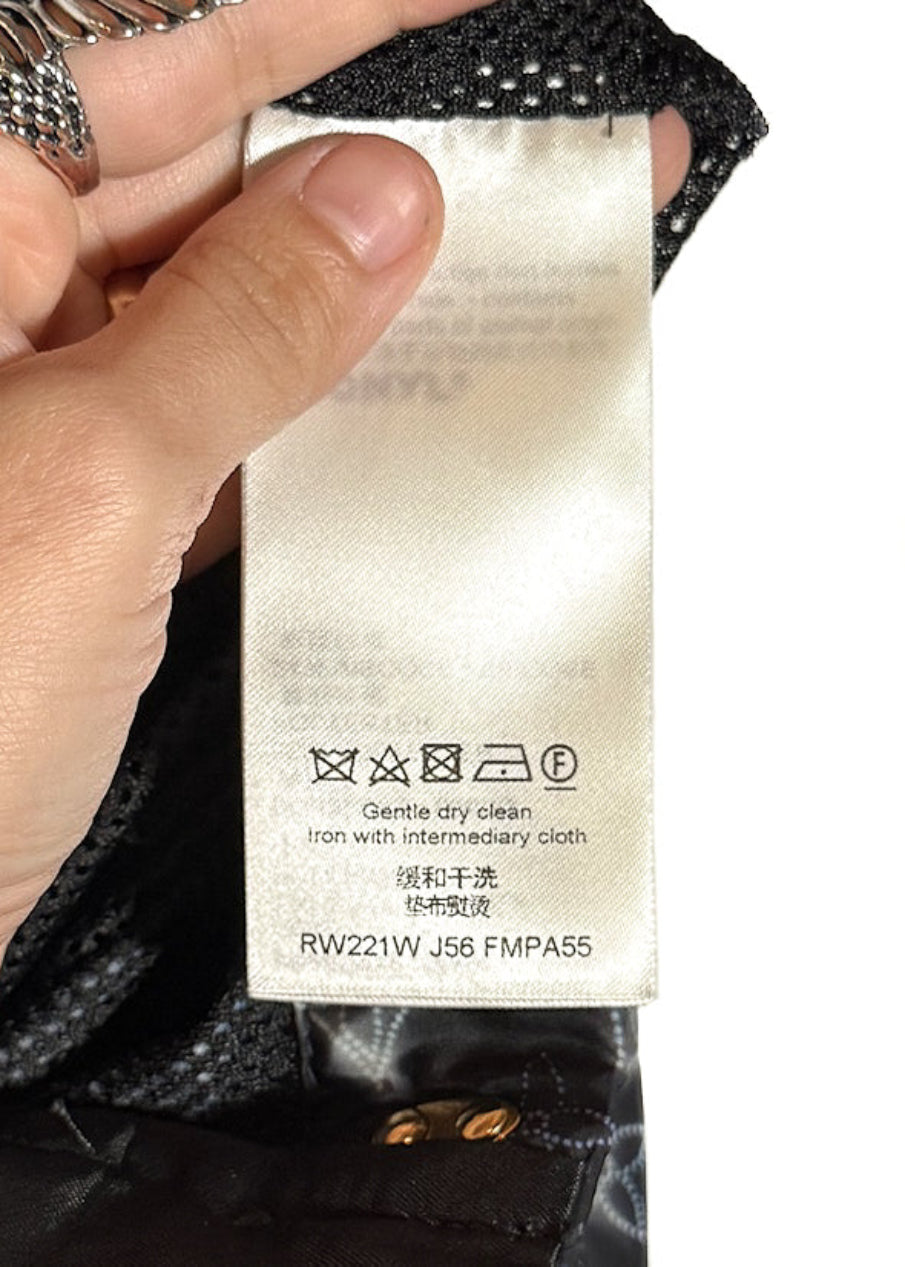 F
Gentle dry clean
Iron with intermediary cloth
缓和干洗
垫布熨烫
RW221W J56 FMPA55